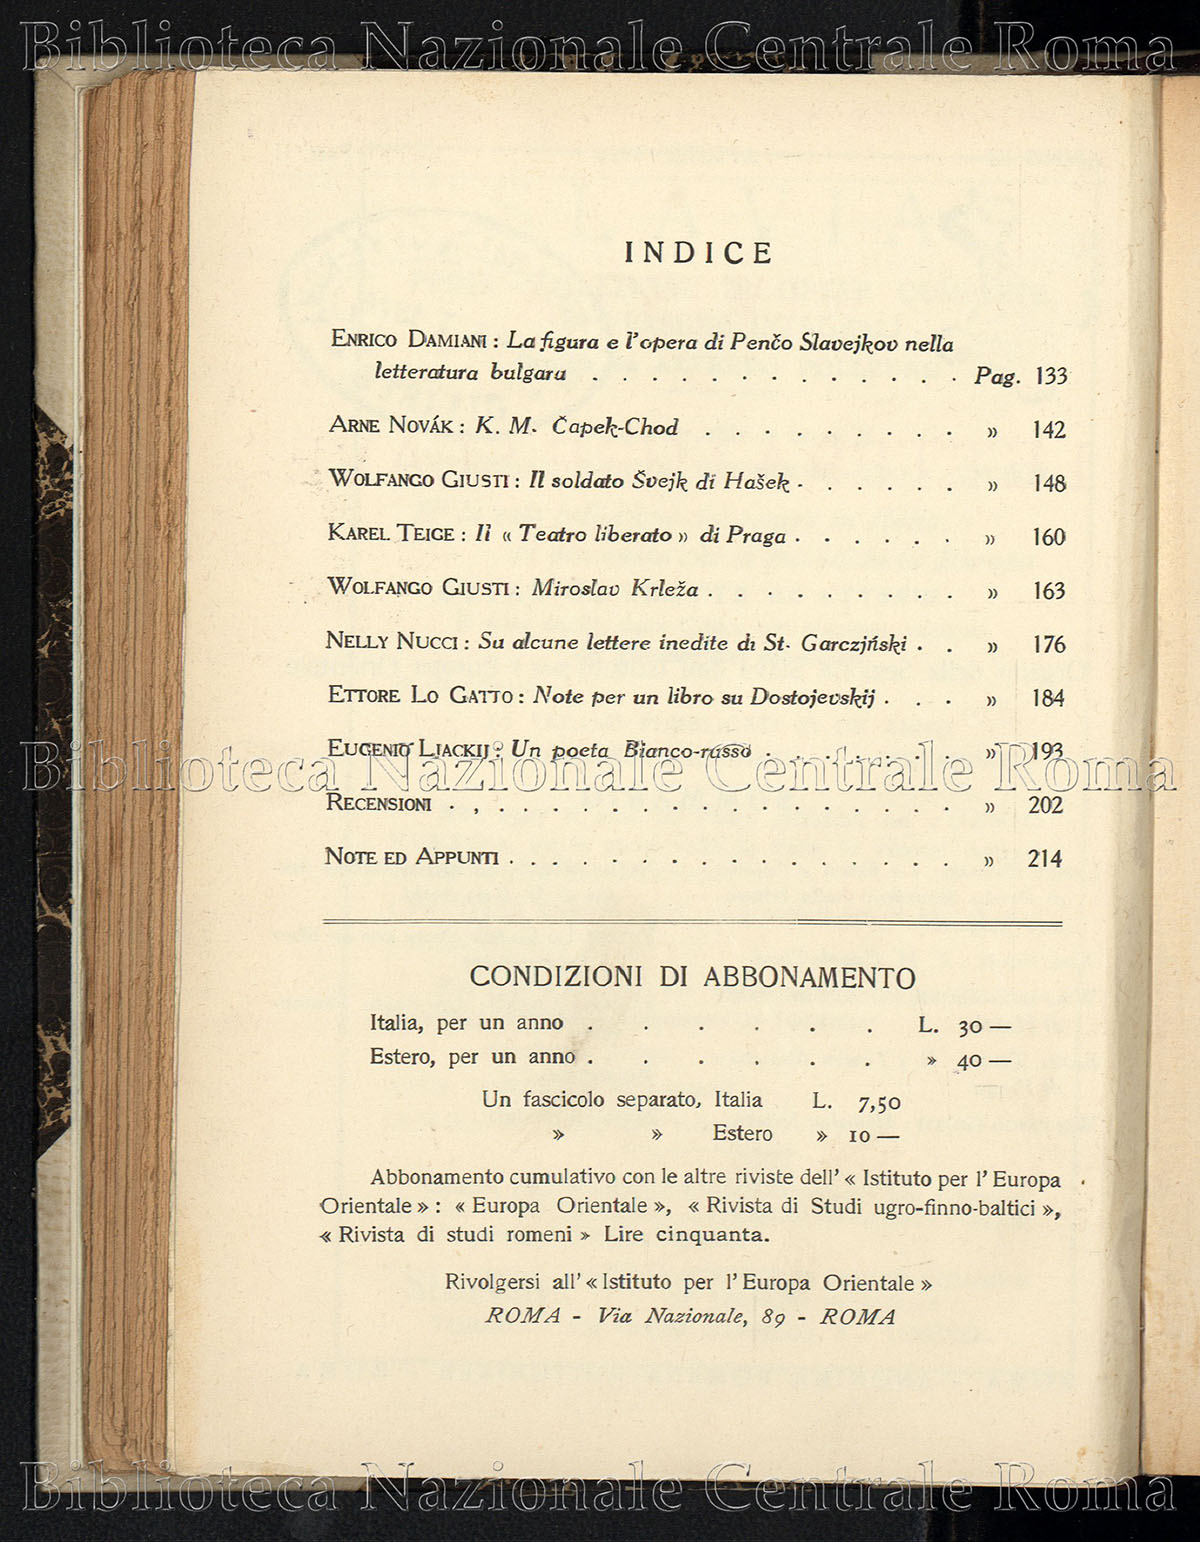 Biblioteca Nazionale Centrale Roma
INDICE
ENRICO DAMIANI : La figura e l'opera di Penčo Slavejkov nella
letteratura bulgara . . . . . . . . . . . . . Pag. 133
ARNE NOVÁK : K. M. Čapek-Chod . . . . . . . . . » 142
WOLFANGO GIUSTI : Il soldato Švejk di Hašek . . . . . . » 148
KAREL TEIGE : Il « Teatro liberato » di Praga . . . . . . » 160
WOLFANGO GIUSTI : Miroslav Krleža . . . . . . . . . » 163
NELLY NUCCI : Su alcune lettere inedite di St. Garczjński . . » 176
ETTORE LO GATTO : Note per un libro su Dostojevskij . . . » 184
EUGENIO LJACKIJ : Un poeta Bianco-russo . . . . . . . » 193
Biblioteca Nazionale Centrale Roma
RECENSIONI . , . . . . . . . . . . . . . . . . » 202
NOTE ED APPUNTI . . . . . . . . . . . . . . . . » 214
CONDIZIONI DI ABBONAMENTO
Italia, per un anno . . . . . . L. 30 —
Estero, per un anno . . . . . . » 40 —
Un fascicolo separato, Italia L. 7,50
» » Estero » 10 —
Abbonamento cumulativo con le altre riviste dell' « Istituto per l' Europa
Orientale » : « Europa Orientale », « Rivista di Studi ugro-finno-baltici »,
« Rivista di studi romeni » Lire cinquanta.
Rivolgersi all' « Istituto per l' Europa Orientale »
ROMA - Via Nazionale, 89 - ROMA
Biblioteca Nazionale Centrale Roma